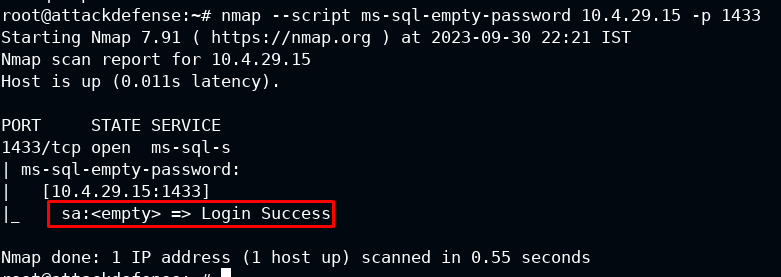 root@attackdefense:~# nmap --script ms-sql-empty-password 10.4.29.15 -p 1433
Starting Nmap 7.91 ( https://nmap.org ) at 2023-09-30 22:21 IST
Nmap scan report for 10.4.29.15
Host is up (0.011s latency).
PORT     STATE SERVICE
1433/tcp open  ms-sql-s
| ms-sql-empty-password:
|   [10.4.29.15:1433]
|_    sa:<empty> => Login Success
Nmap done: 1 IP address (1 host up) scanned in 0.55 seconds
root@attackdefense:~#